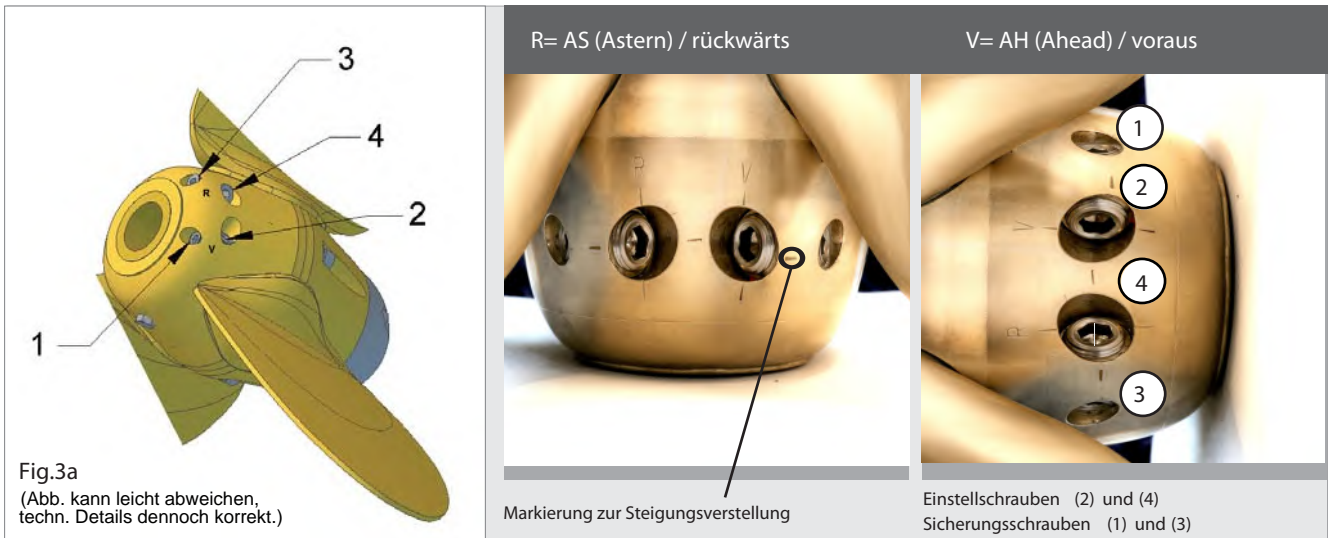 3
4
2
1
R
V
Fig.3a
(Abb. kann leicht abweichen,
techn. Details dennoch korrekt.)
R= AS (Astern) / rückwärts
R
V
Markierung zur Steigungsverstellung
V= AH (Ahead) / voraus
1
2
V
4
R
3
Einstellschrauben (2) und (4)
Sicherungsschrauben (1) und (3)